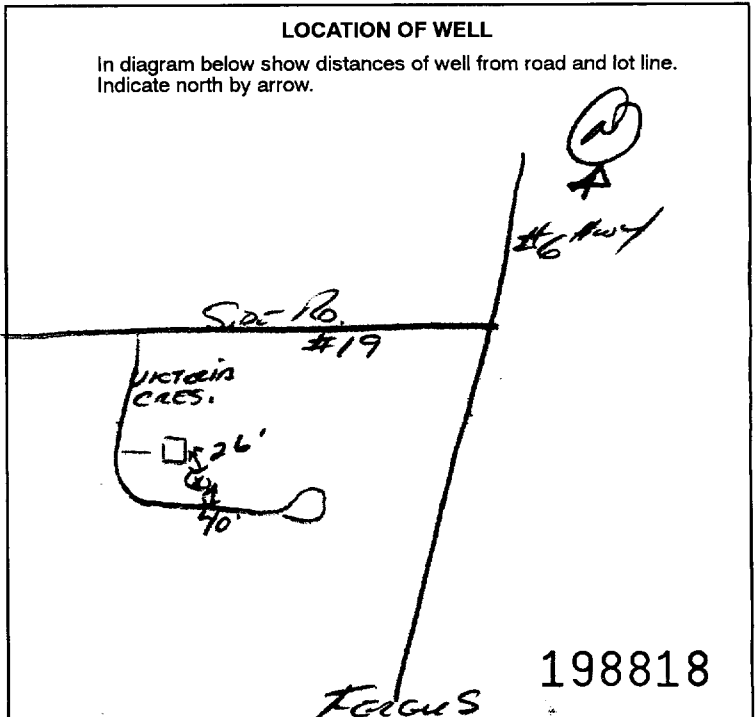 LOCATION OF WELL
In diagram below show distances of well from road and lot line.
Indicate north by arrow.
N
#6 Hwy
Side Rd.
#19
VICTORIA
CRES.
26'
40'
198818
FERGUS